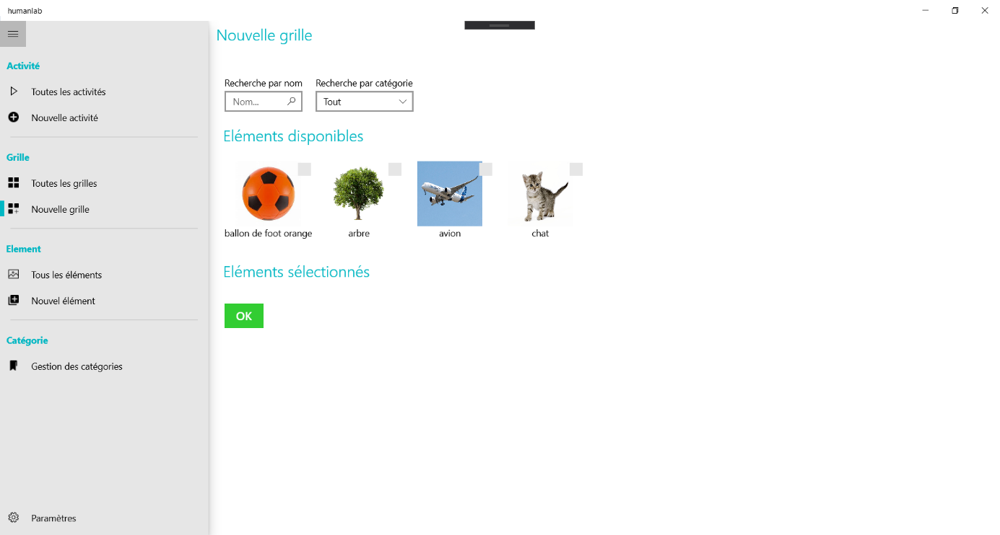 humanlab
Activité
Toutes les activités
Nouvelle activité
Grille
Toutes les grilles
Nouvelle grille
Element
Tous les éléments
Nouvel élément
Catégorie
Gestion des catégories
Paramètres
Nouvelle grille
Recherche par nom
Recherche par catégorie
Nom...
Tout
Eléments disponibles
ballon de foot orange
arbre
avion
chat
Eléments sélectionnés
OK